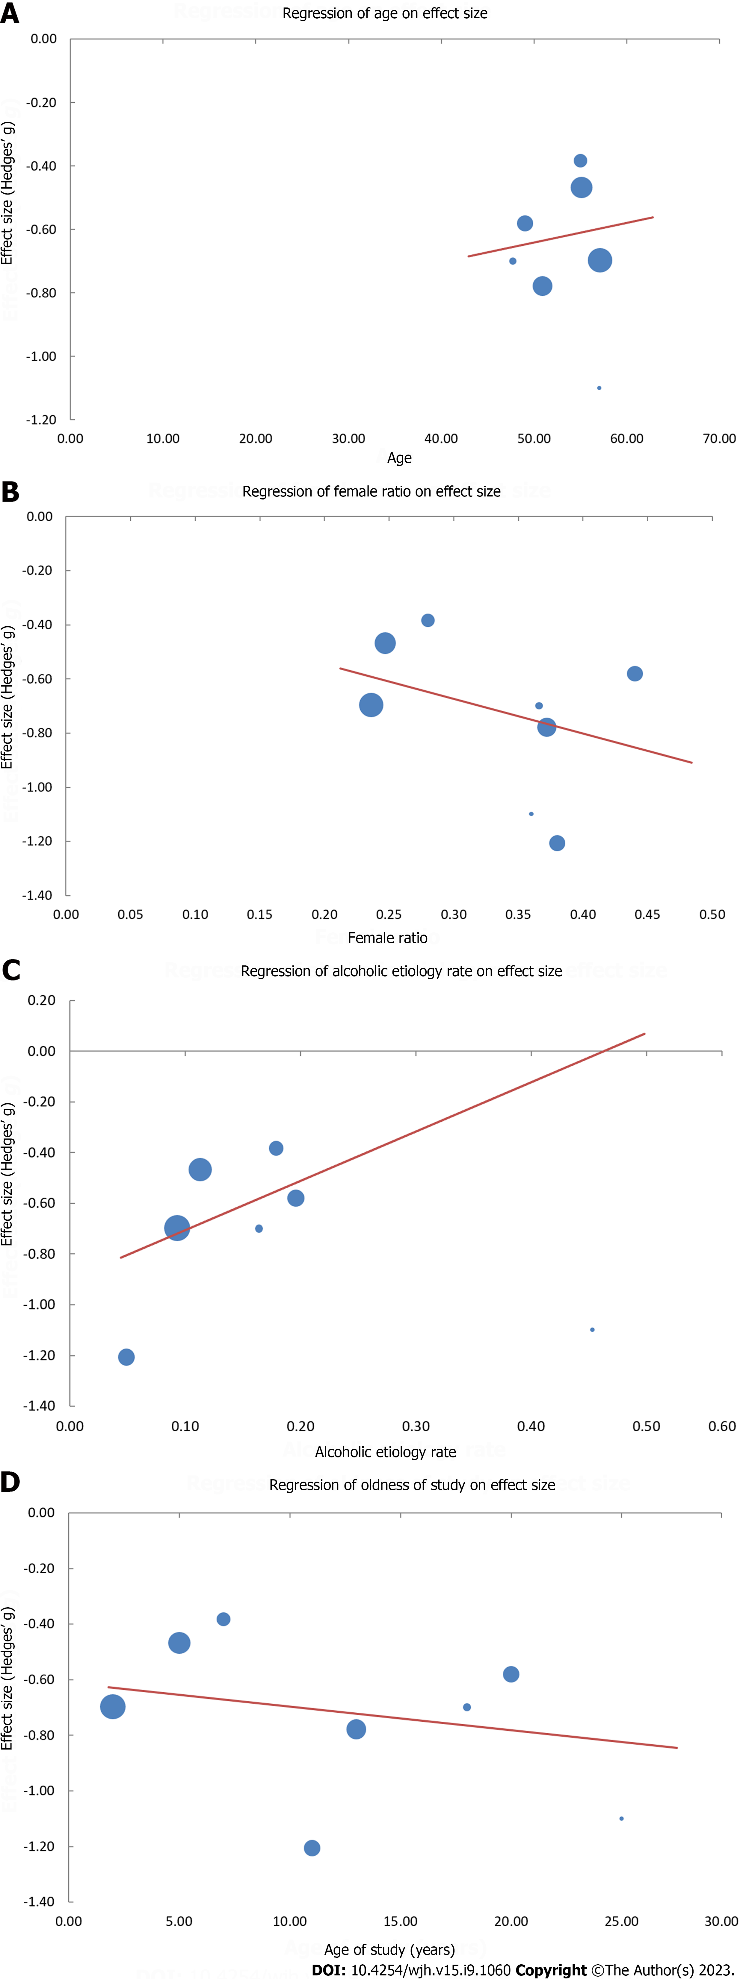 A
Regression of age on effect size
0.00
-0.20
-0.40
-0.60
-0.80
-1.00
-1.20
Effect size (Hedges' g)
0.00 10.00 20.00 30.00 40.00 50.00 60.00 70.00
Age
B
Regression of female ratio on effect size
0.00
-0.20
-0.40
-0.60
-0.80
-1.00
-1.20
-1.40
Effect size (Hedges' g)
0.00 0.05 0.10 0.15 0.20 0.25 0.30 0.35 0.40 0.45 0.50
Female ratio
C
Regression of alcoholic etiology rate on effect size
0.20
0.00
-0.20
-0.40
-0.60
-0.80
-1.00
-1.20
-1.40
Effect size (Hedges' g)
0.00 0.10 0.20 0.30 0.40 0.50 0.60
Alcoholic etiology rate
D
Regression of oldness of study on effect size
0.00
-0.20
-0.40
-0.60
-0.80
-1.00
-1.20
-1.40
Effect size (Hedges' g)
0.00 5.00 10.00 15.00 20.00 25.00 30.00
Age of study (years)
DOI: 10.4254/wjh.v15.i9.1060 Copyright ©The Author(s) 2023.